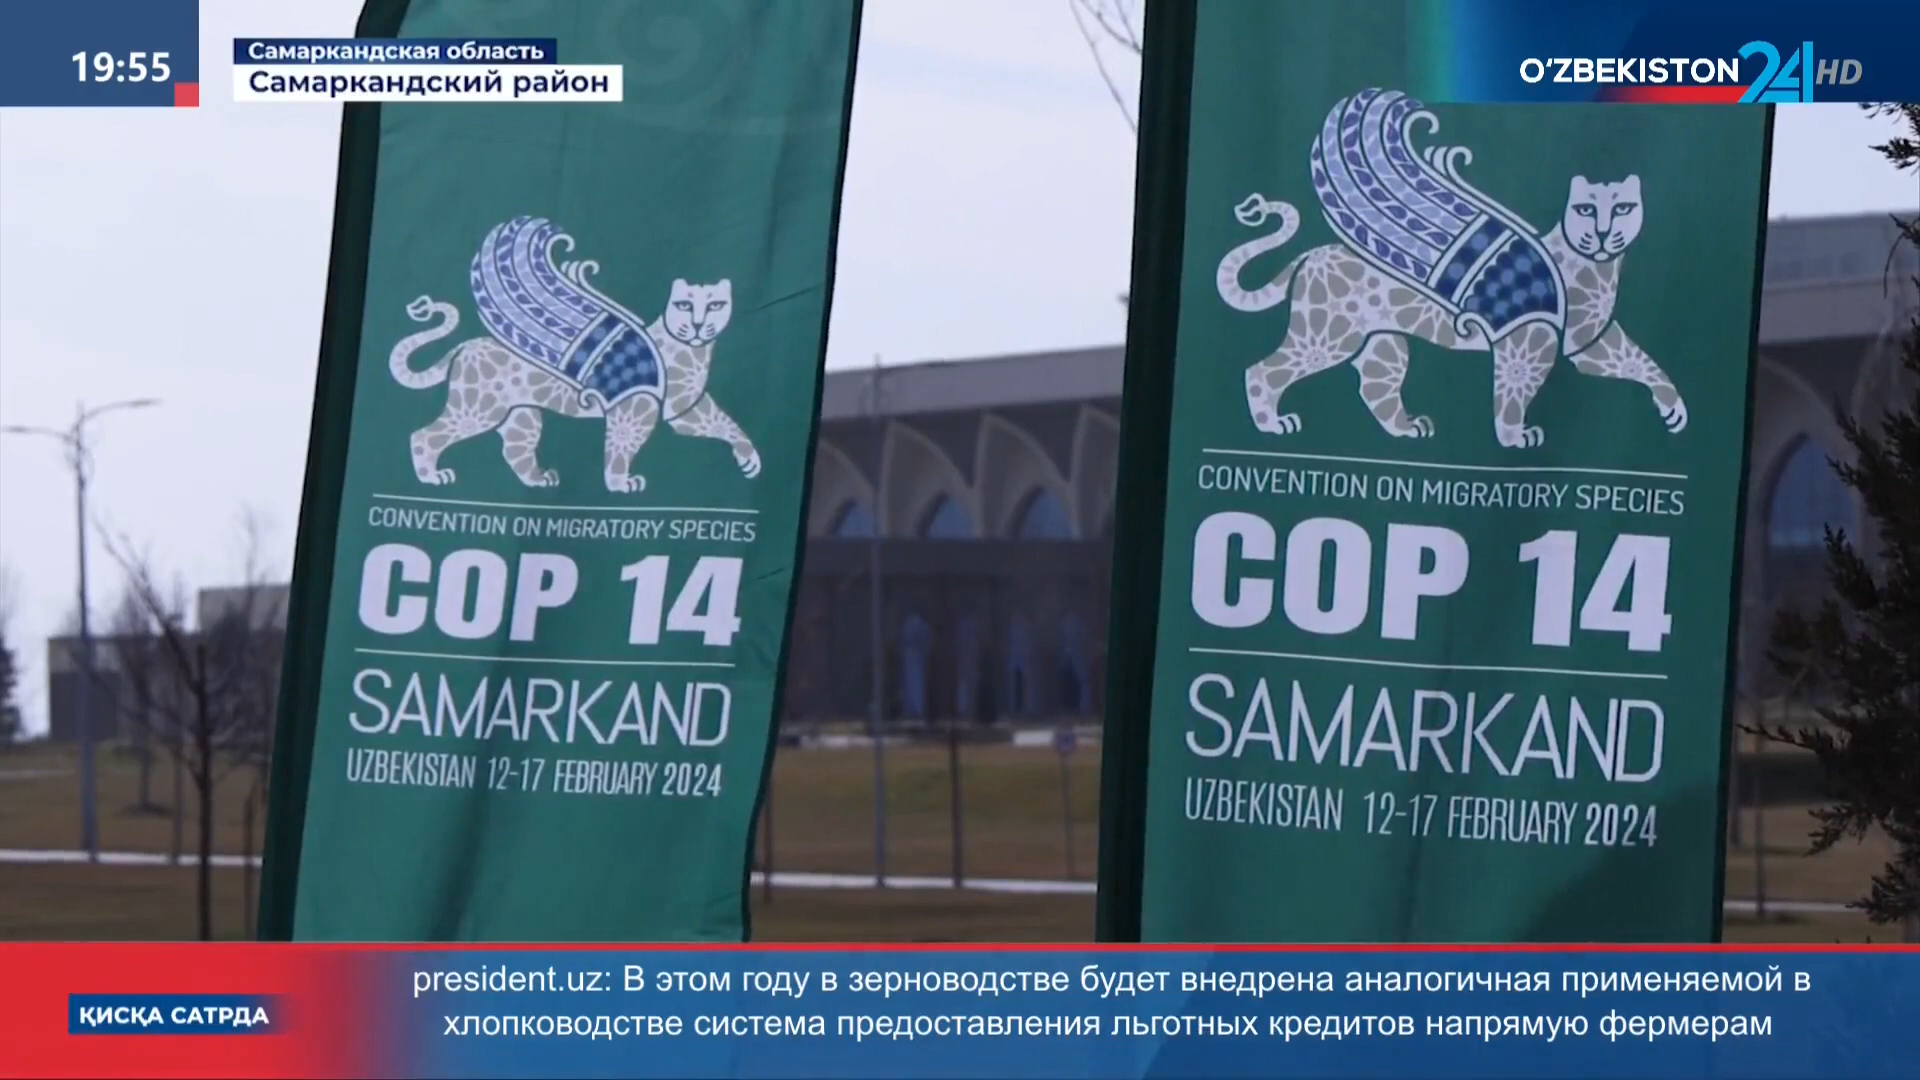 19:55
Самаркандская область
Самаркандский район
O‘ZBEKISTON 24 HD
CONVENTION ON MIGRATORY SPECIES
COP 14
SAMARKAND
UZBEKISTAN 12-17 FEBRUARY 2024
CONVENTION ON MIGRATORY SPECIES
COP 14
SAMARKAND
UZBEKISTAN 12-17 FEBRUARY 2024
ҚИСҚА САТРДА
president.uz: В этом году в зерноводстве будет внедрена аналогичная применяемой в
хлопководстве система предоставления льготных кредитов напрямую фермерам